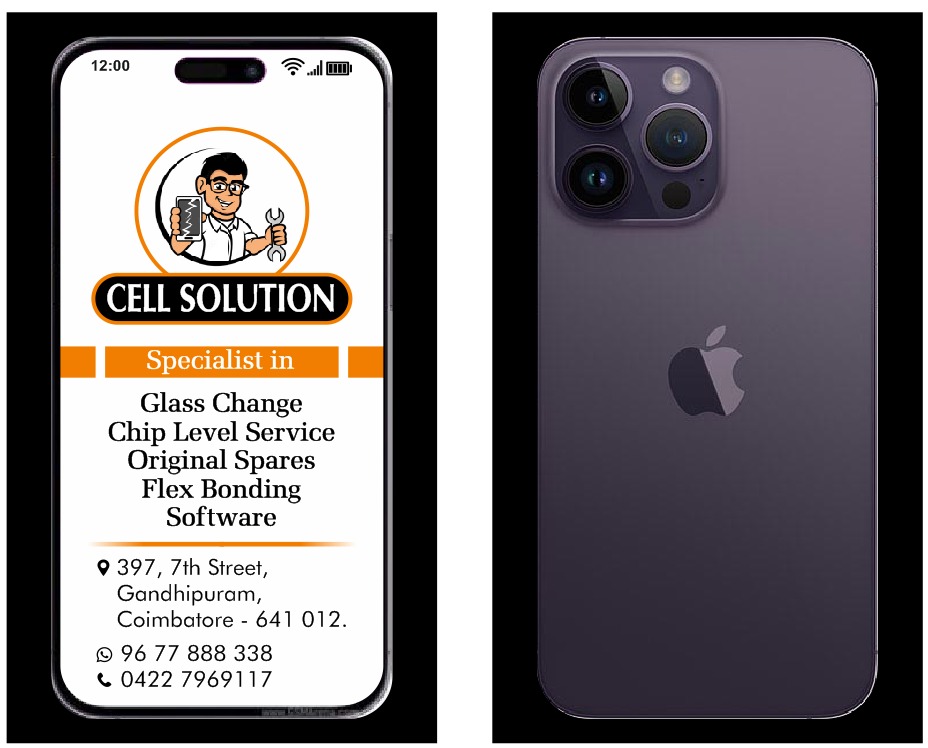 12:00
CELL SOLUTION
Specialist in
Glass Change
Chip Level Service
Original Spares
Flex Bonding
Software
397, 7th Street,
Gandhipuram,
Coimbatore - 641 012.
96 77 888 338
0422 7969117